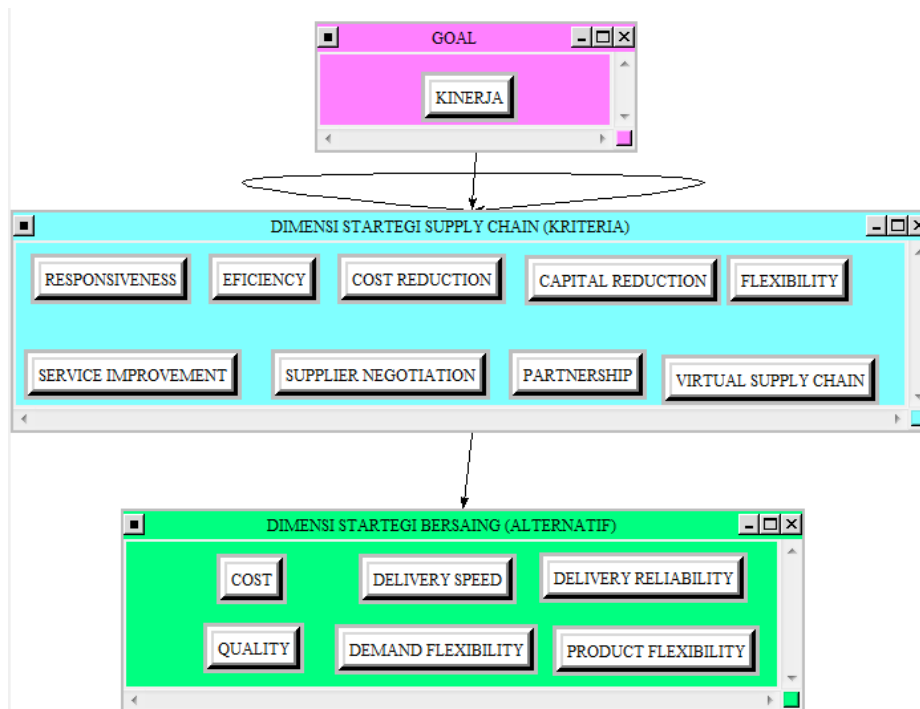 GOAL
KINERJA
DIMENSI STARTEGI SUPPLY CHAIN (KRITERIA)
RESPONSIVENESS EFICIENCY COST REDUCTION CAPITAL REDUCTION FLEXIBILITY
SERVICE IMPROVEMENT SUPPLIER NEGOTIATION PARTNERSHIP VIRTUAL SUPPLY CHAIN
DIMENSI STARTEGI BERSAING (ALTERNATIF)
COST DELIVERY SPEED DELIVERY RELIABILITY
QUALITY DEMAND FLEXIBILITY PRODUCT FLEXIBILITY